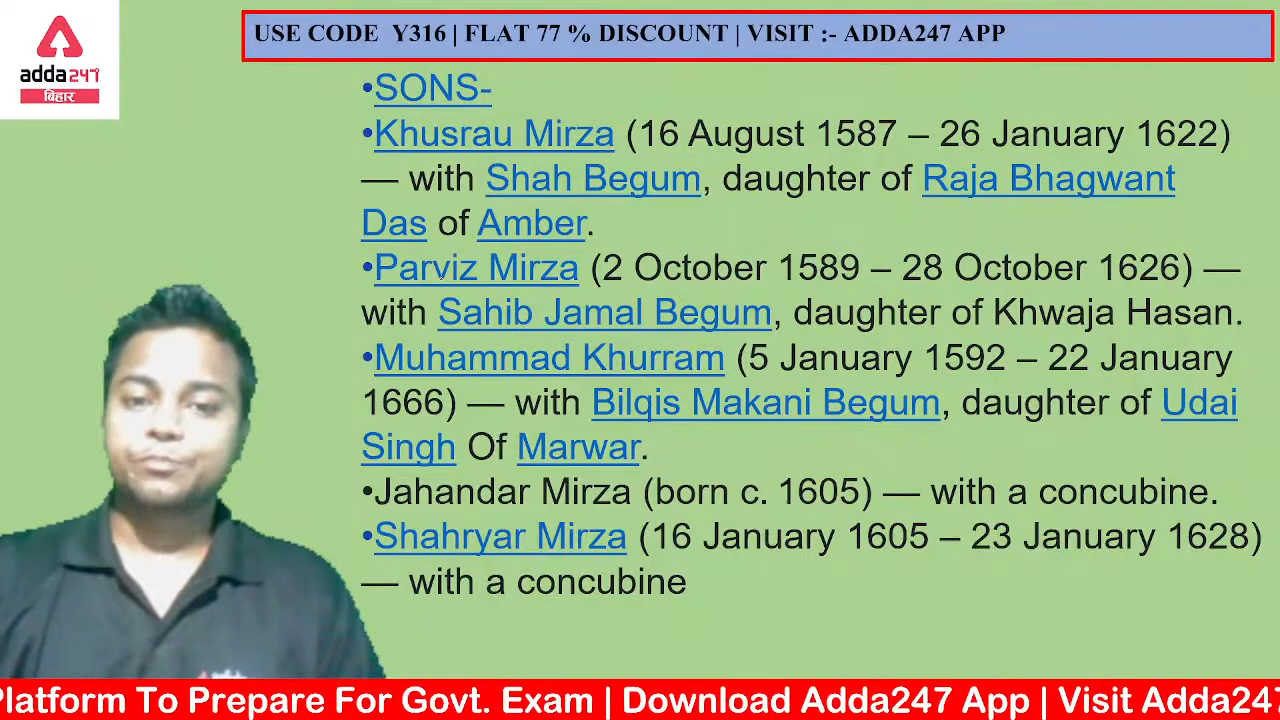 USE CODE Y316 | FLAT 77 % DISCOUNT | VISIT :- ADDA247 APP
adda247
बिहार
•SONS-
•Khusrau Mirza (16 August 1587 – 26 January 1622)
— with Shah Begum, daughter of Raja Bhagwant
Das of Amber.
•Parviz Mirza (2 October 1589 – 28 October 1626) —
with Sahib Jamal Begum, daughter of Khwaja Hasan.
•Muhammad Khurram (5 January 1592 – 22 January
1666) — with Bilqis Makani Begum, daughter of Udai
Singh Of Marwar.
•Jahandar Mirza (born c. 1605) — with a concubine.
•Shahryar Mirza (16 January 1605 – 23 January 1628)
— with a concubine
Platform To Prepare For Govt. Exam | Download Adda247 App | Visit Adda247